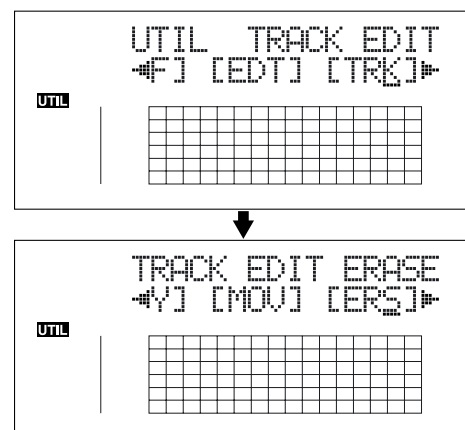 UTIL TRACK EDIT
◀F] [EDT] [TRK]▶
UTIL
TRACK EDIT ERASE
◀Y] [MOV] [ERS]▶
UTIL